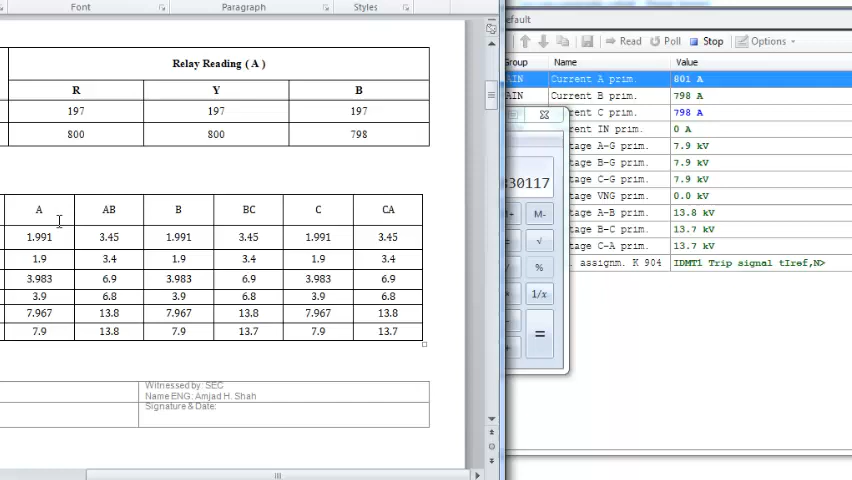 Font Paragraph Styles
Relay Reading ( A )
R Y B
197 197 197
800 800 798
A AB B BC C CA
1.991 3.45 1.991 3.45 1.991 3.45
1.9 3.4 1.9 3.4 1.9 3.4
3.983 6.9 3.983 6.9 3.983 6.9
3.9 6.8 3.9 6.8 3.9 6.8
7.967 13.8 7.967 13.8 7.967 13.8
7.9 13.8 7.9 13.7 7.9 13.7
Witnessed by: SEC
Name ENG: Amjad H. Shah
Signature & Date:
efault
Read Poll Stop Options
Group Name Value
AIN Current A prim. 801 A
AIN Current B prim. 798 A
rrent C prim. 798 A
rrent IN prim. 0 A
tage A-G prim. 7.9 kV
tage B-G prim. 7.9 kV
tage C-G prim. 7.9 kV
tage VNG prim. 0.0 kV
tage A-B prim. 13.8 kV
tage B-C prim. 13.7 kV
tage C-A prim. 13.7 kV
. assignm. K 904 IDMT1 Trip signal tIref,N>
330117
M+ M-
√
/ %
* 1/x
-
+ =